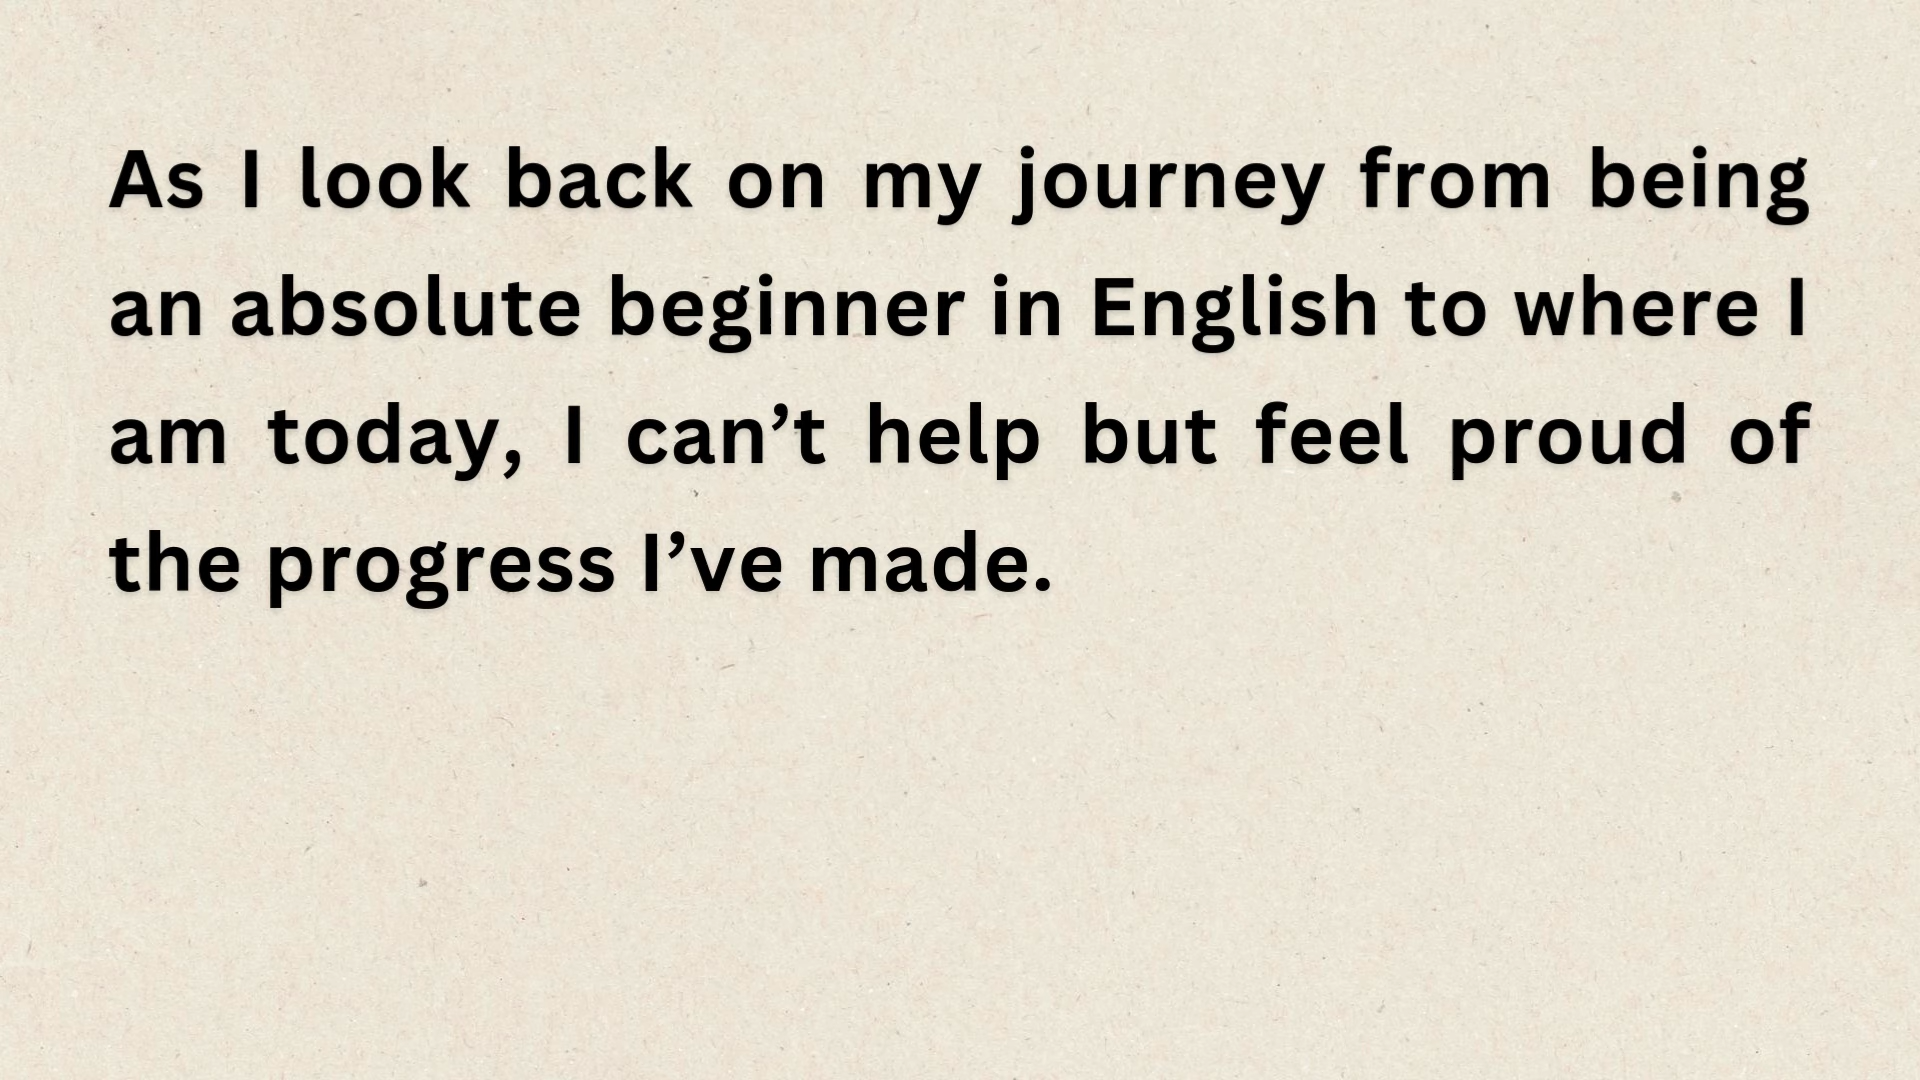 As I look back on my journey from being
an absolute beginner in English to where I
am today, I can’t help but feel proud of
the progress I’ve made.